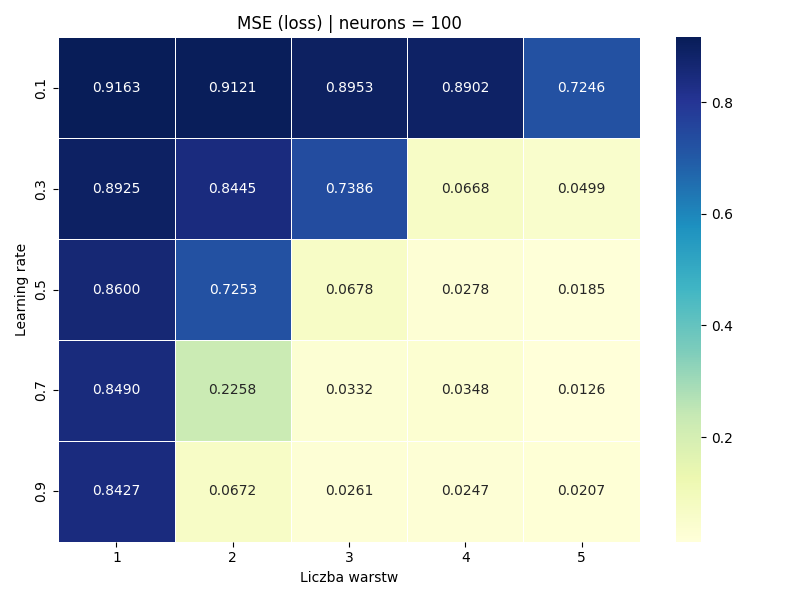 MSE (loss) | neurons = 100
Learning rate
0.1 0.9163 0.9121 0.8953 0.8902 0.7246
0.3 0.8925 0.8445 0.7386 0.0668 0.0499
0.5 0.8600 0.7253 0.0678 0.0278 0.0185
0.7 0.8490 0.2258 0.0332 0.0348 0.0126
0.9 0.8427 0.0672 0.0261 0.0247 0.0207
1 2 3 4 5
Liczba warstw
0.8
0.6
0.4
0.2